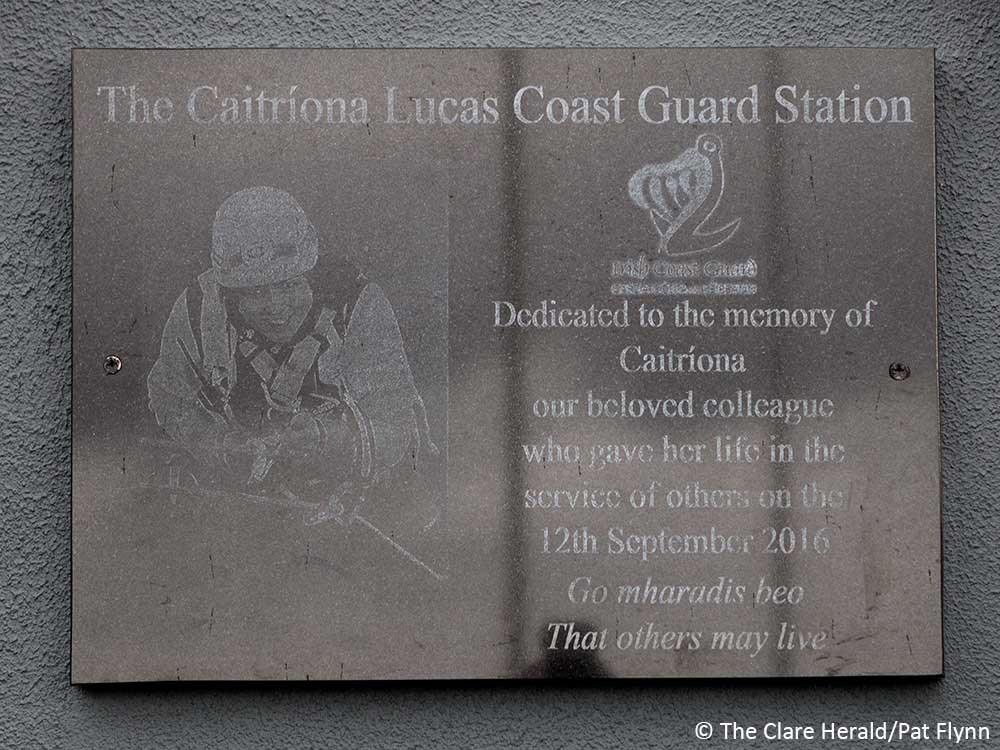 The Caitríona Lucas Coast Guard Station
Irish Coast Guard
Dedicated to the memory of
Caitríona
our beloved colleague
who gave her life in the
service of others on the
12th September 2016
Go mharadis beo
That others may live
© The Clare Herald/Pat Flynn